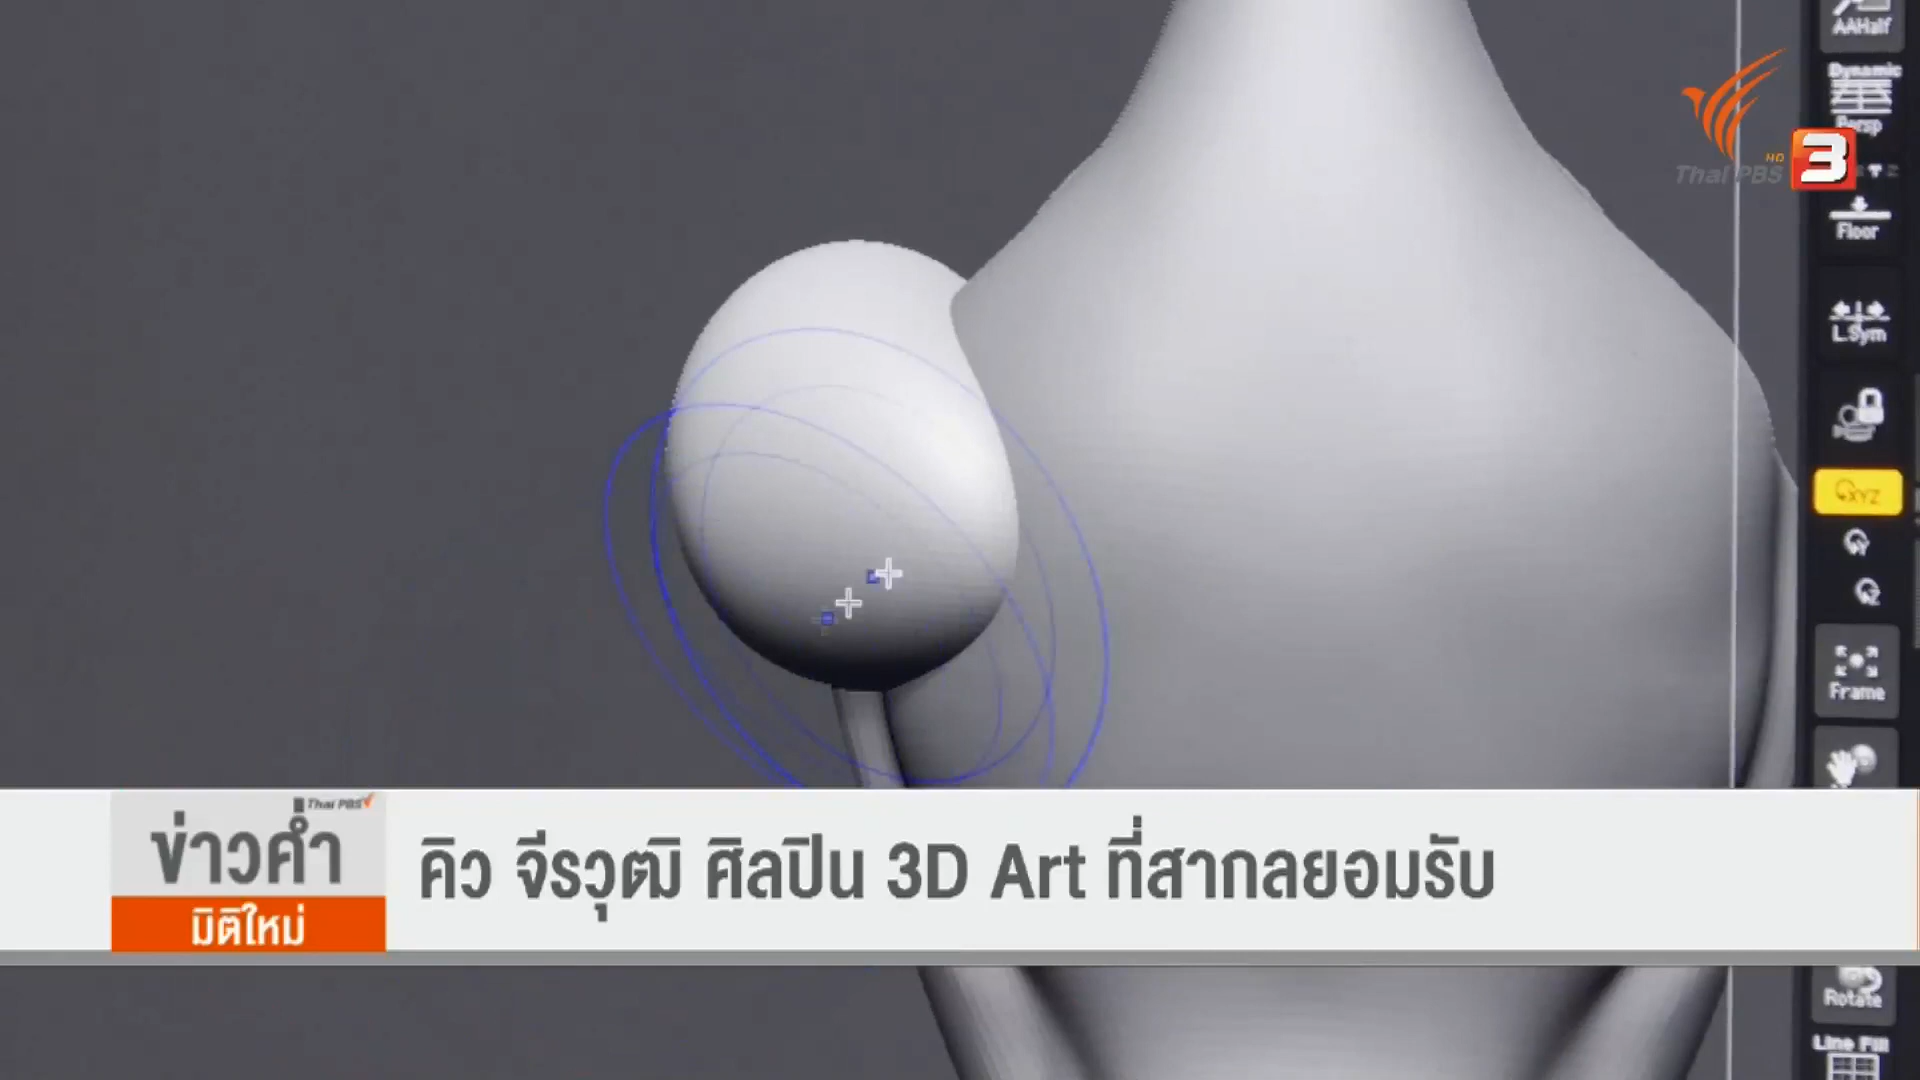 AAHalf
Dynamic
Persp
HD
Thai PBS
3
Floor
L.Sym
XYZ
Frame
Thai PBS
ข่าวค่ำ
มิติใหม่
คิว จีรวุฒิ ศิลปิน 3D Art ที่สากลยอมรับ
Rotate
Line Fill